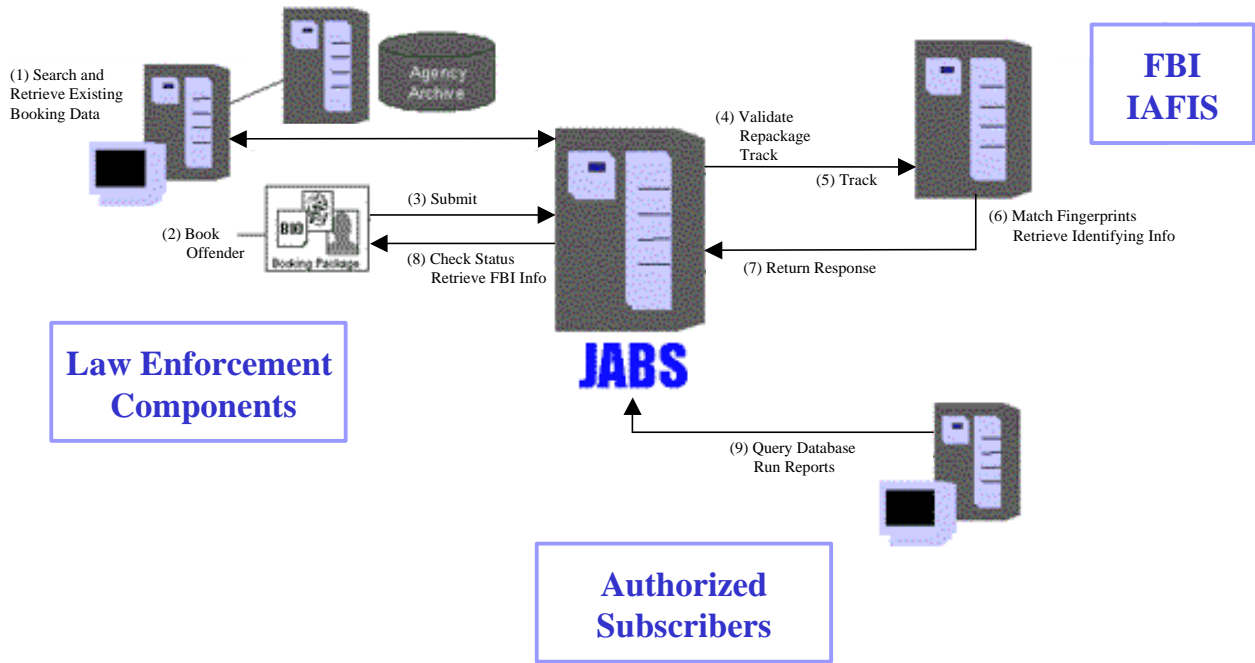 (1) Search and
Retrieve Existing
Booking Data
Agency
Archive
FBI
IAFIS
(4) Validate
Repackage
Track
(5) Track
(3) Submit
(2) Book
Offender
BIO
Booking Package
(8) Check Status
Retrieve FBI Info
(6) Match Fingerprints
Retrieve Identifying Info
(7) Return Response
Law Enforcement
Components
JABS
(9) Query Database
Run Reports
Authorized
Subscribers